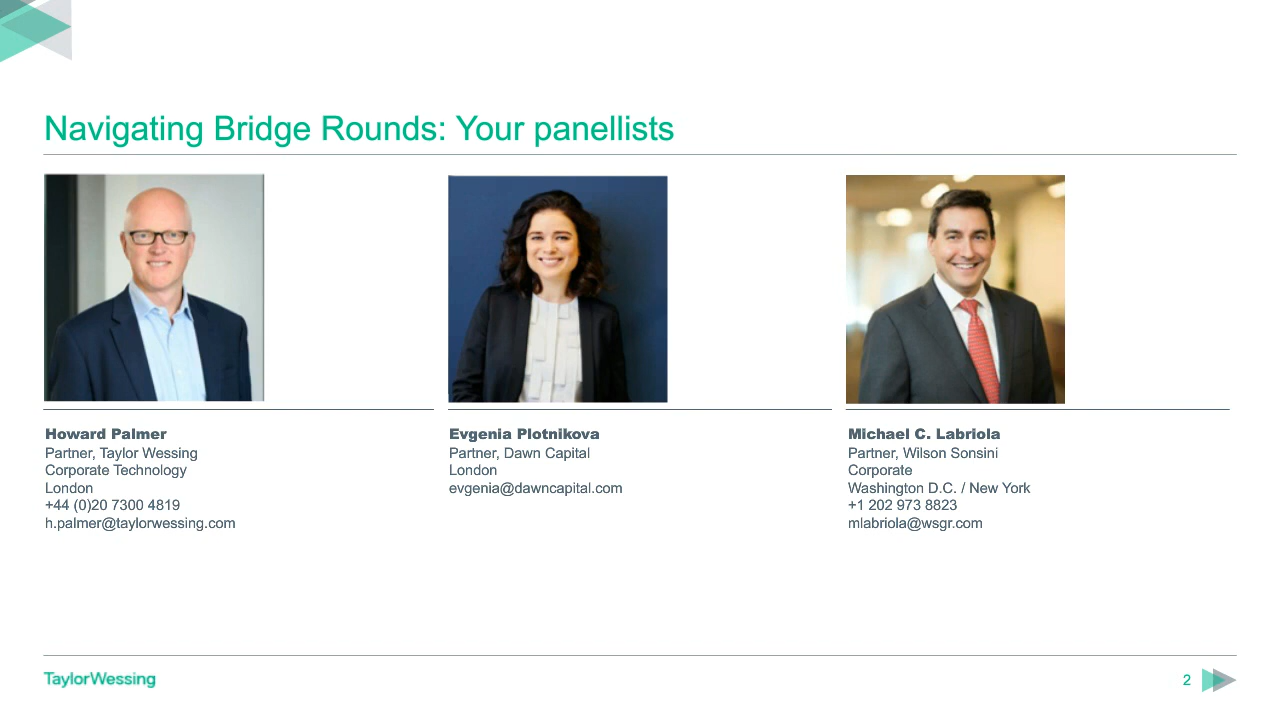 Navigating Bridge Rounds: Your panellists
Howard Palmer
Partner, Taylor Wessing
Corporate Technology
London
+44 (0)20 7300 4819
h.palmer@taylorwessing.com
Evgenia Plotnikova
Partner, Dawn Capital
London
evgenia@dawncapital.com
Michael C. Labriola
Partner, Wilson Sonsini
Corporate
Washington D.C. / New York
+1 202 973 8823
mlabriola@wsgr.com
TaylorWessing
2